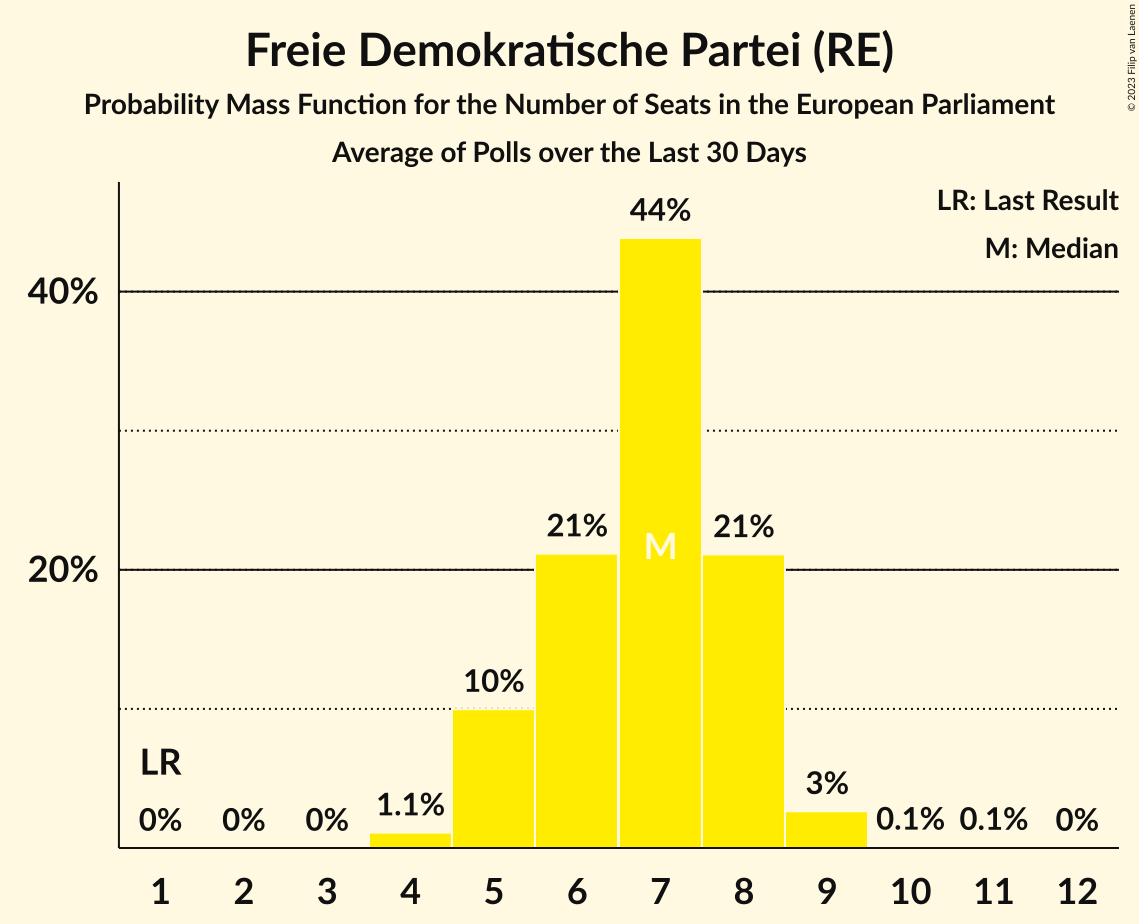 Freie Demokratische Partei (RE)
Probability Mass Function for the Number of Seats in the European Parliament
Average of Polls over the Last 30 Days
© 2023 Filip van Laenen
LR: Last Result
M: Median
44%
40%
21%
M
21%
20%
10%
LR
0%
0%
0%
1.1%
3%
0.1%
0.1%
0%
1 2 3 4 5 6 7 8 9 10 11 12